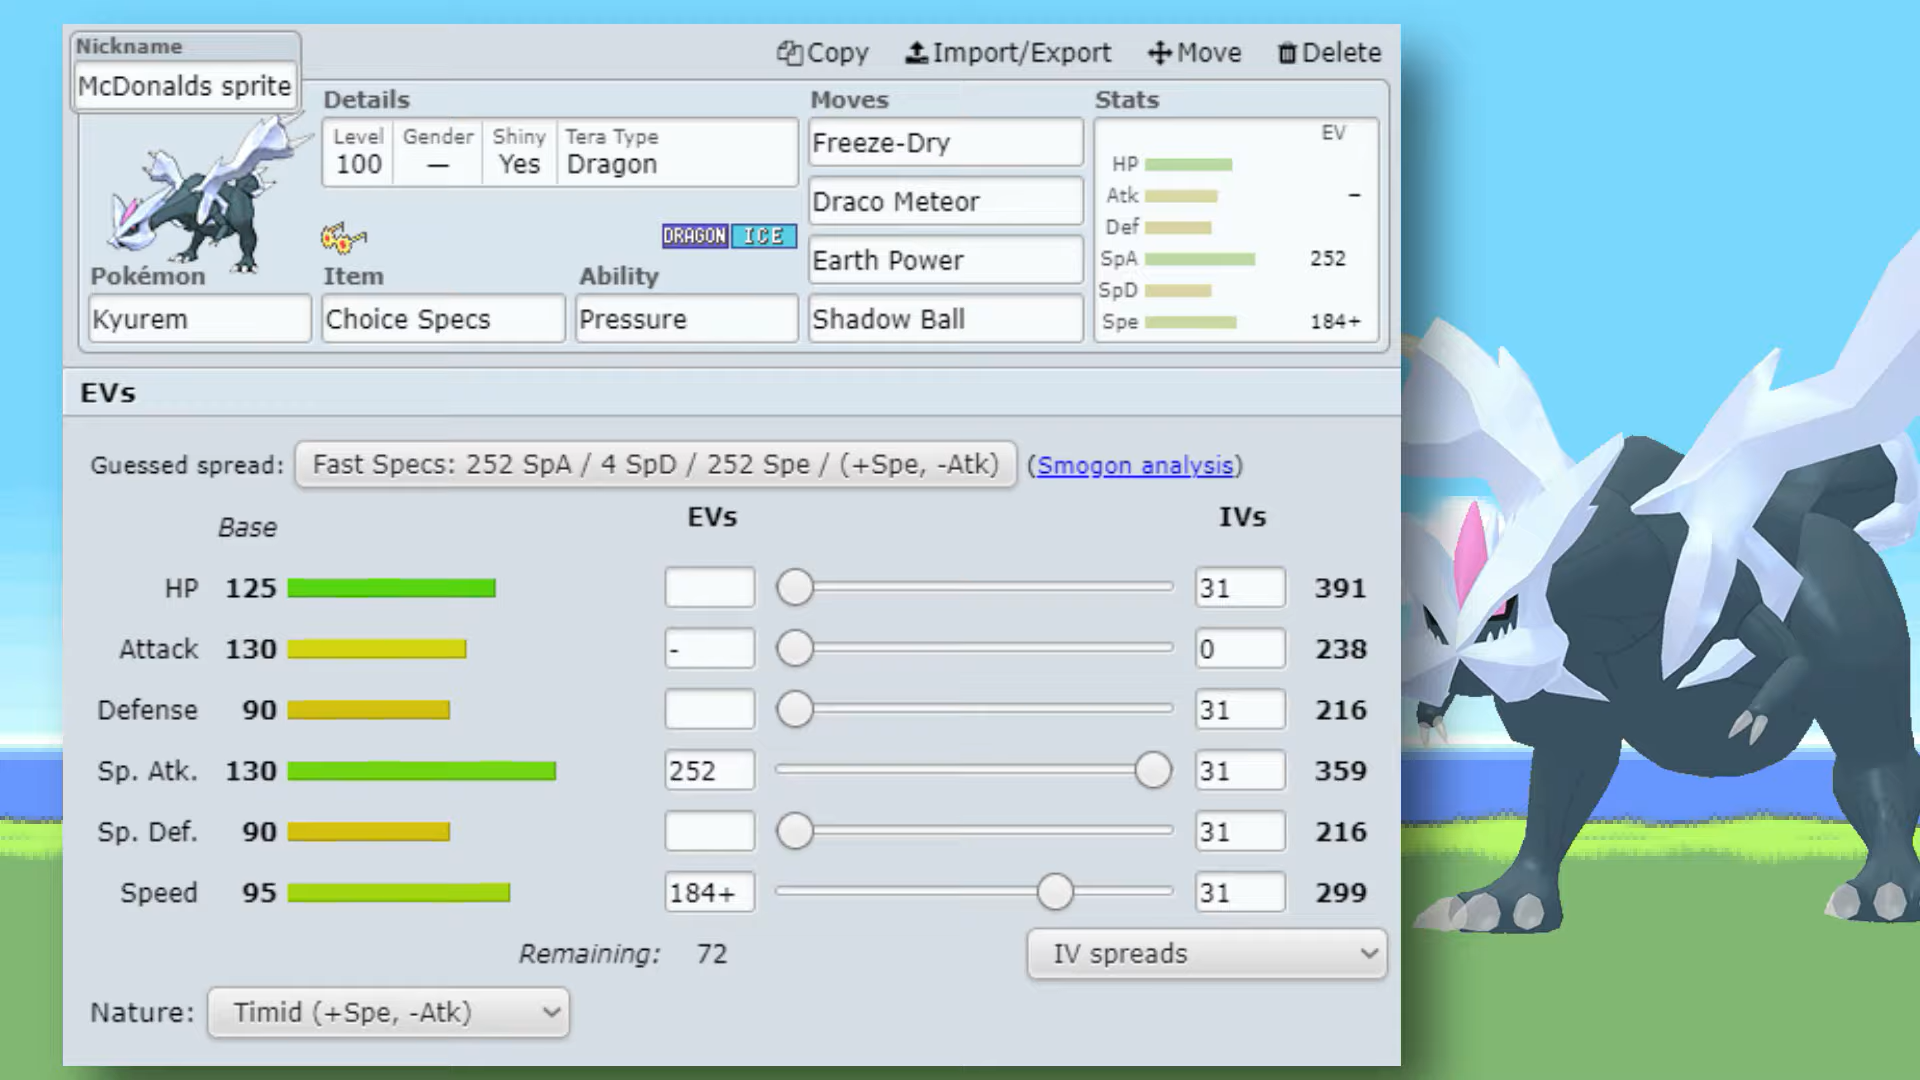 Nickname
McDonalds sprite
Copy Import/Export Move Delete
Details
Level Gender Shiny Tera Type
100 — Yes Dragon
DRAGON ICE
Pokémon Item Ability
Kyurem Choice Specs Pressure
Moves
Freeze-Dry
Draco Meteor
Earth Power
Shadow Ball
Stats
EV
HP
Atk –
Def
SpA 252
SpD
Spe 184+
EVs
Guessed spread: Fast Specs: 252 SpA / 4 SpD / 252 Spe / (+Spe, -Atk) (Smogon analysis)
Base EVs IVs
HP 125 31 391
Attack 130 - 0 238
Defense 90 31 216
Sp. Atk. 130 252 31 359
Sp. Def. 90 31 216
Speed 95 184+ 31 299
Remaining: 72 IV spreads
Nature: Timid (+Spe, -Atk)